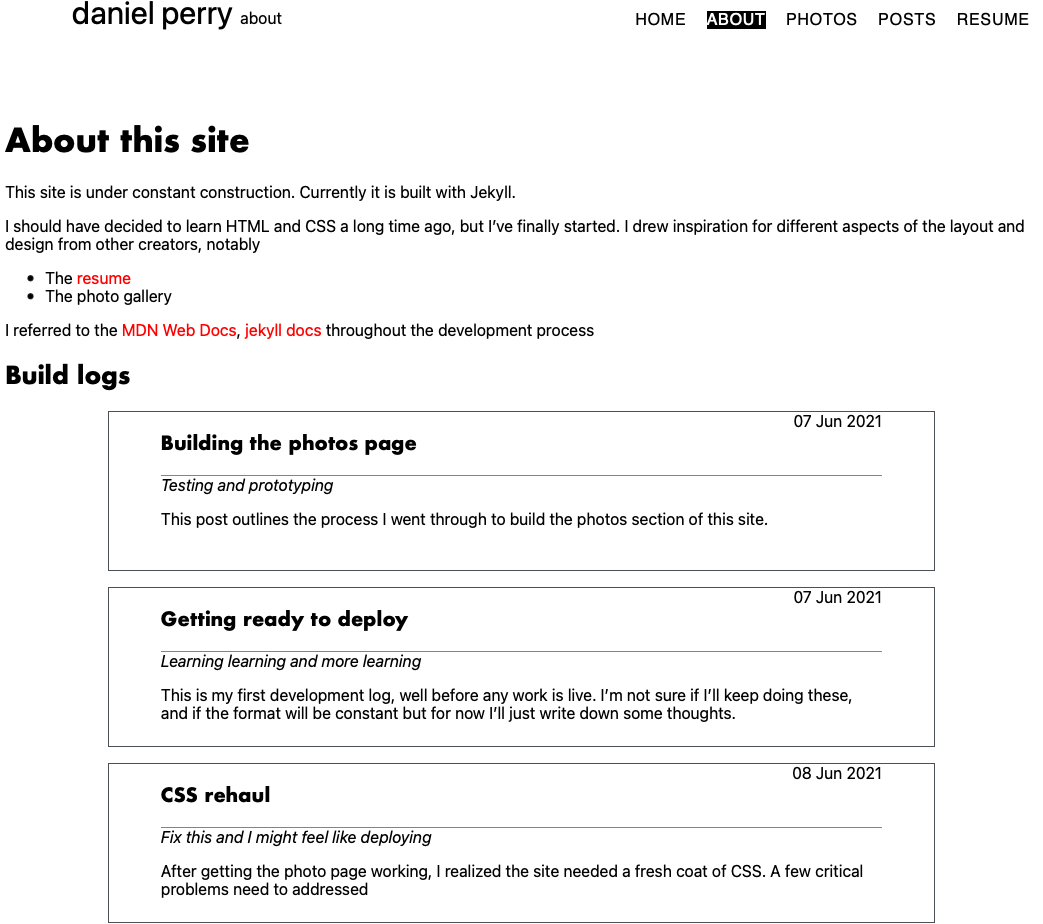 daniel perry about
HOME ABOUT PHOTOS POSTS RESUME
About this site
This site is under constant construction. Currently it is built with Jekyll.
I should have decided to learn HTML and CSS a long time ago, but I’ve finally started. I drew inspiration for different aspects of the layout and
design from other creators, notably
• The resume
• The photo gallery
I referred to the MDN Web Docs, jekyll docs throughout the development process
Build logs
07 Jun 2021
Building the photos page
Testing and prototyping
This post outlines the process I went through to build the photos section of this site.
07 Jun 2021
Getting ready to deploy
Learning learning and more learning
This is my first development log, well before any work is live. I’m not sure if I’ll keep doing these,
and if the format will be constant but for now I’ll just write down some thoughts.
08 Jun 2021
CSS rehaul
Fix this and I might feel like deploying
After getting the photo page working, I realized the site needed a fresh coat of CSS. A few critical
problems need to addressed